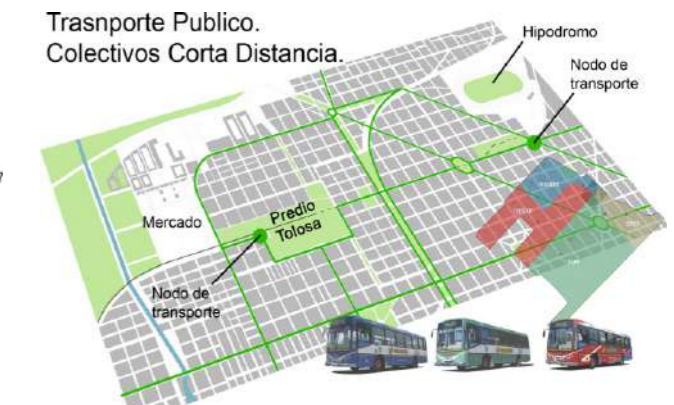 Trasnporte Publico.
Colectivos Corta Distancia.
Hipodromo
Nodo de
transporte
Mercado
Predio
Tolosa
Nodo de
transporte